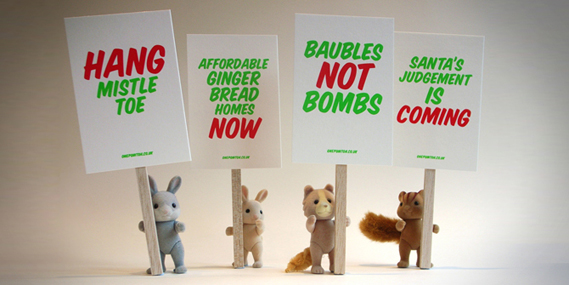 HANG
MISTLE
TOE
AFFORDABLE
GINGER
BREAD
HOMES
NOW
BAUBLES
NOT
BOMBS
SANTA'S
JUDGEMENT
IS
COMING